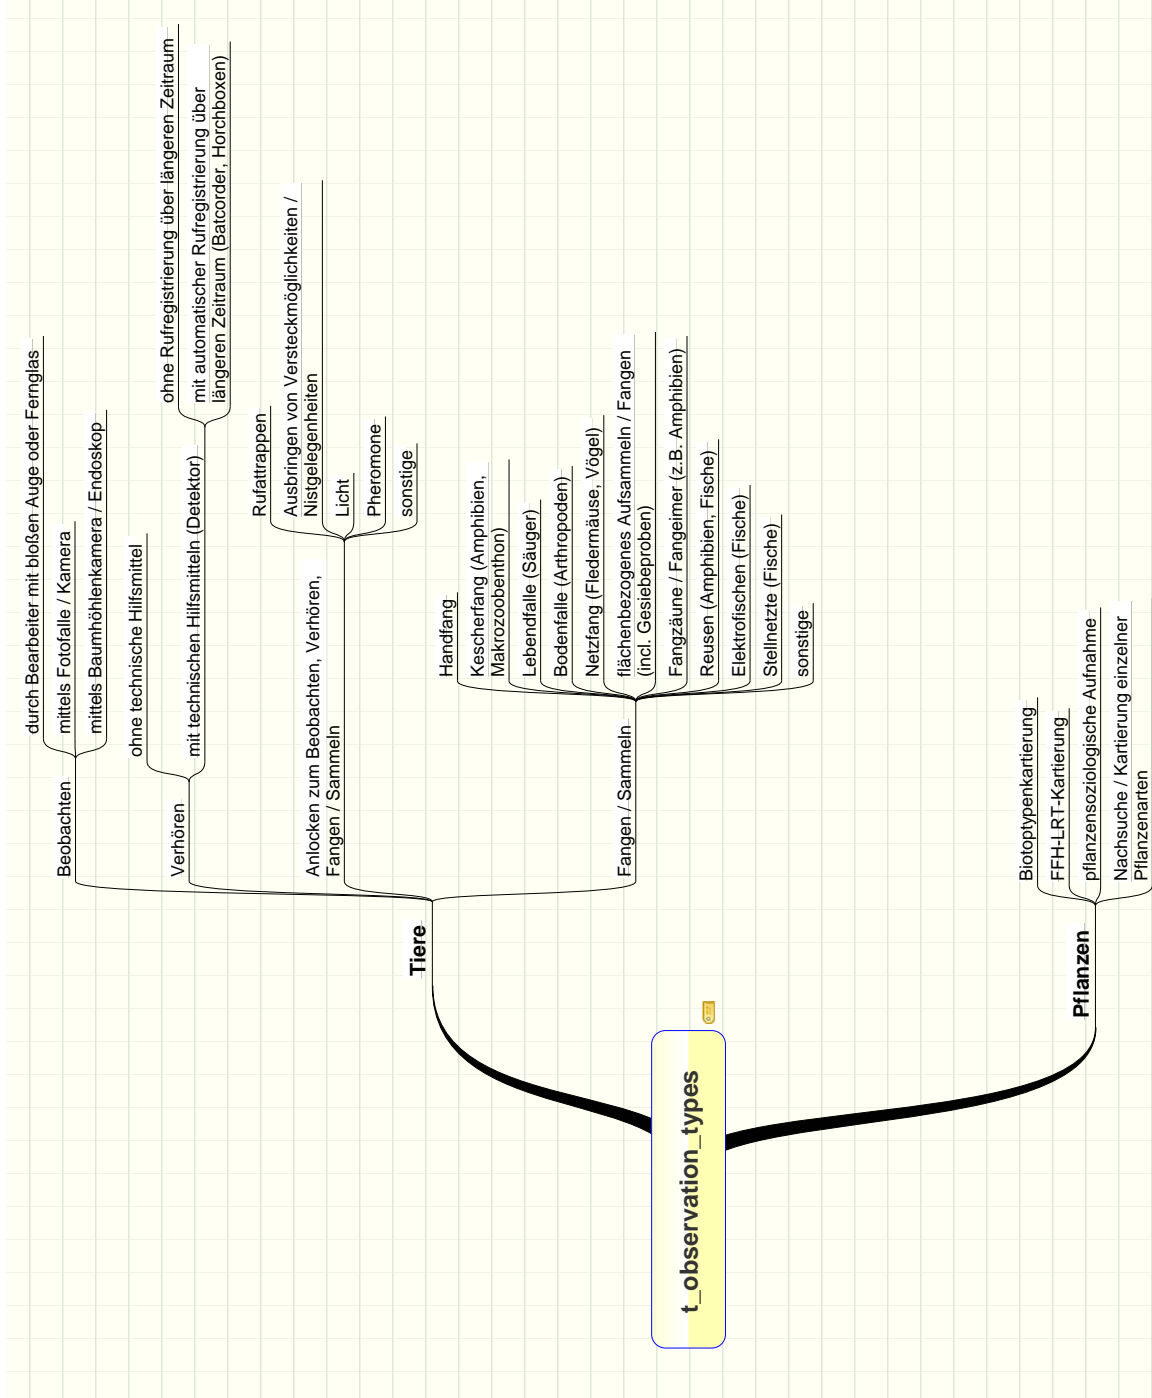 t_observation_types
Tiere
Beobachten
durch Bearbeiter mit bloßen Auge oder Fernglas
mittels Fotofalle / Kamera
mittels Baumhöhlenkamera / Endoskop
Verhören
ohne technische Hilfsmittel
mit technischen Hilfsmitteln (Detektor)
ohne Rufregistrierung über längeren Zeitraum
mit automatischer Rufregistrierung über
längeren Zeitraum (Batcorder, Horchboxen)
Anlocken zum Beobachten, Verhören,
Fangen / Sammeln
Rufattrappen
Ausbringen von Versteckmöglichkeiten /
Nistgelegenheiten
Licht
Pheromone
sonstige
Fangen / Sammeln
Handfang
Kescherfang (Amphibien,
Makrozoobenthon)
Lebendfalle (Säuger)
Bodenfalle (Arthropoden)
Netzfang (Fledermäuse, Vögel)
flächenbezogenes Aufsammeln / Fangen
(incl. Gesiebeproben)
Fangzäune / Fangeimer (z.B. Amphibien)
Reusen (Amphibien, Fische)
Elektrofischen (Fische)
Stellnetzte (Fische)
sonstige
Pflanzen
Biotoptypenkartierung
FFH-LRT-Kartierung
pflanzensoziologische Aufnahme
Nachsuche / Kartierung einzelner
Pflanzenarten